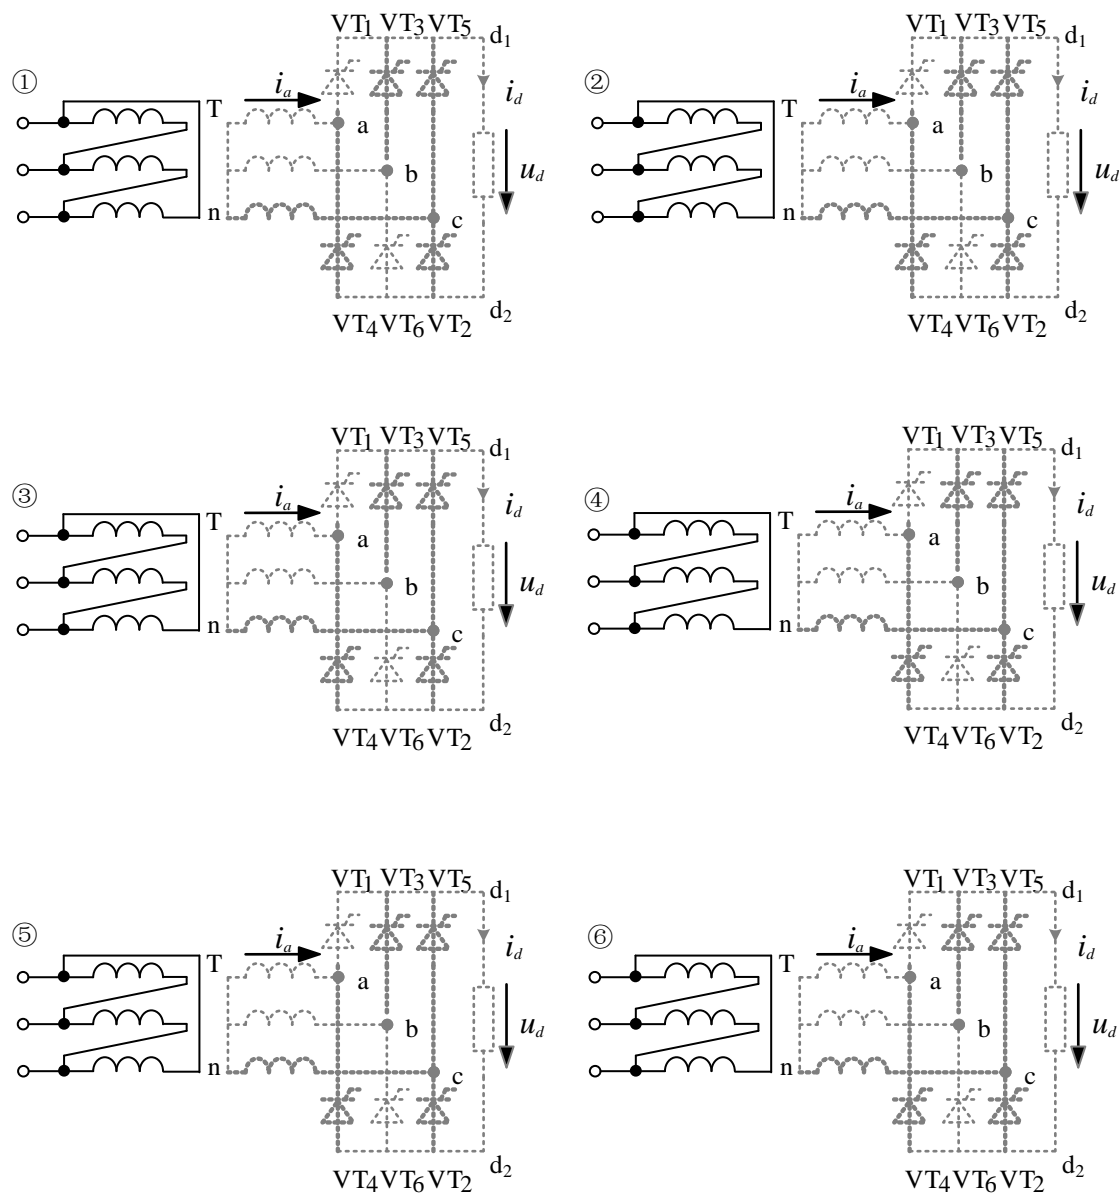 VT1 VT3 VT5 d1
① T ia id
a
b ud
n c
VT4 VT6 VT2 d2
VT1 VT3 VT5 d1
② T ia id
a
b ud
n c
VT4 VT6 VT2 d2
VT1 VT3 VT5 d1
③ T ia id
a
b ud
n c
VT4 VT6 VT2 d2
VT1 VT3 VT5 d1
④ T ia id
a
b ud
n c
VT4 VT6 VT2 d2
VT1 VT3 VT5 d1
⑤ T ia id
a
b ud
n c
VT4 VT6 VT2 d2
VT1 VT3 VT5 d1
⑥ T ia id
a
b ud
n c
VT4 VT6 VT2 d2